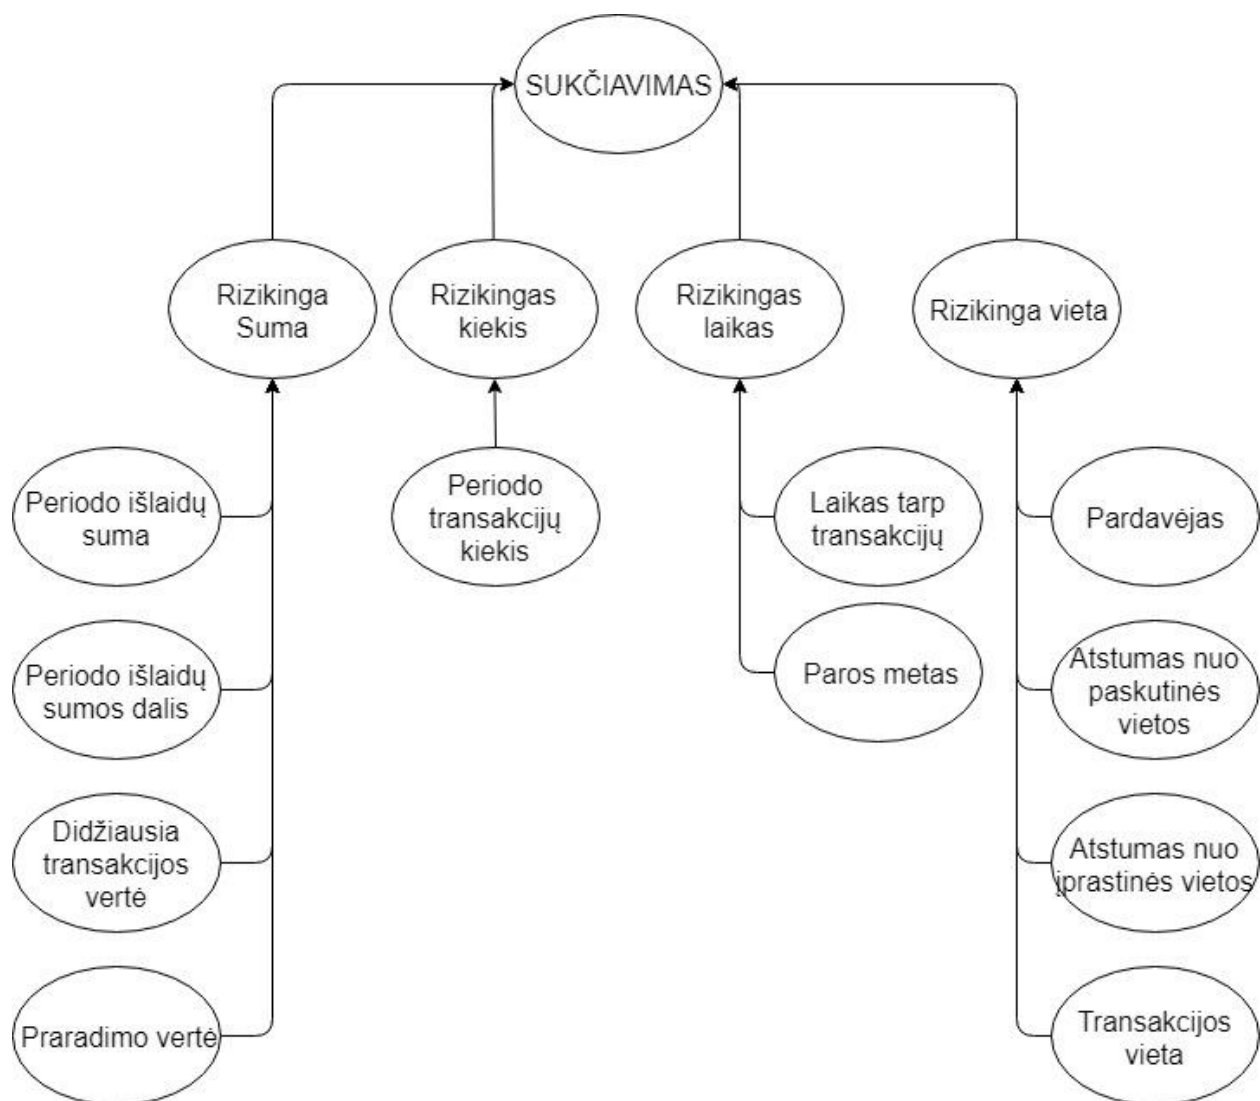 SUKČIAVIMAS
Rizikinga
Suma
Rizikingas
kiekis
Rizikingas
laikas
Rizikinga vieta
Periodo išlaidų
suma
Periodo
transakcijų
kiekis
Laikas tarp
transakcijų
Pardavėjas
Periodo išlaidų
sumos dalis
Paros metas
Atstumas nuo
paskutinės
vietos
Didžiausia
transakcijos
vertė
Atstumas nuo
įprastinės vietos
Praradimo vertė
Transakcijos
vieta